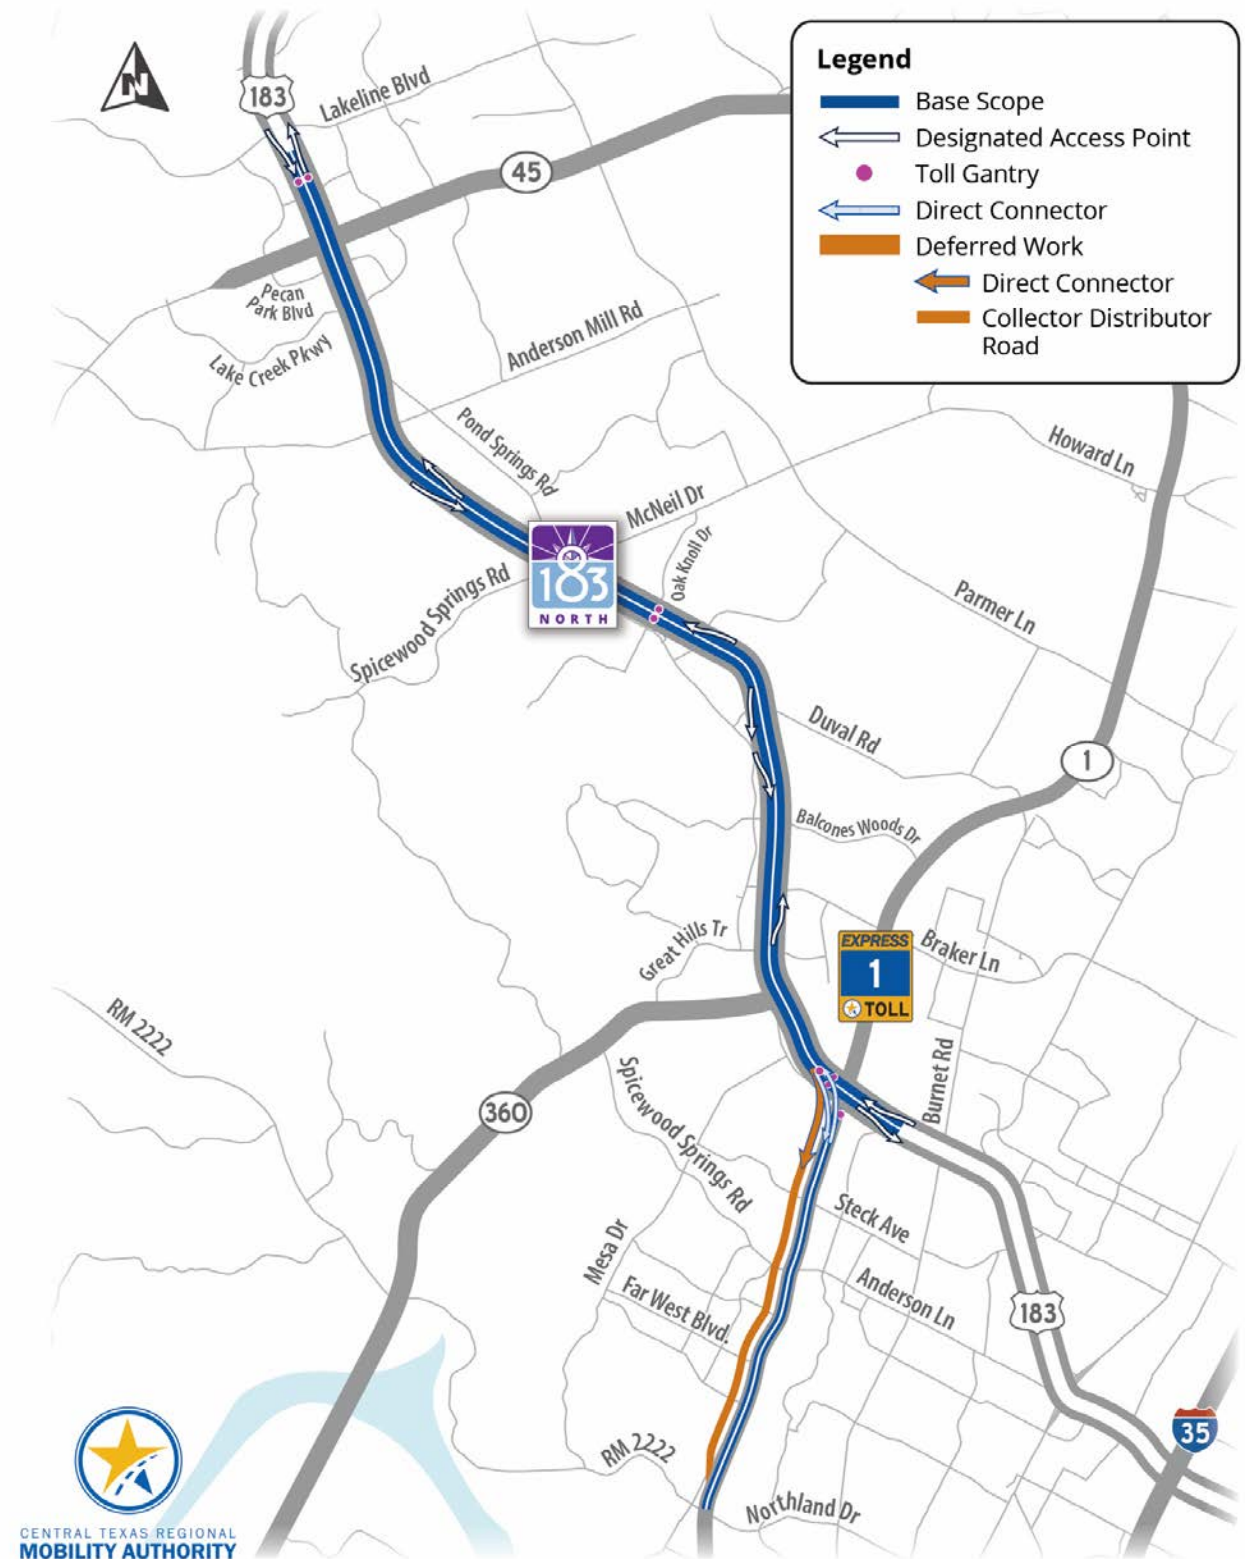 N
183
Lakeline Blvd
45
Legend
Base Scope
Designated Access Point
Toll Gantry
Direct Connector
Deferred Work
Direct Connector
Collector Distributor
Road
Pecan
Park Blvd
Lake Creek Pkwy
Anderson Mill Rd
Pond Springs Rd
Howard Ln
McNeil Dr
183
NORTH
Oak Knoll Dr
Spicewood Springs Rd
Parmer Ln
Duval Rd
1
Balcones Woods Dr
Great Hills Tr
EXPRESS
1
TOLL
Braker Ln
RM 2222
360
Spicewood Springs Rd
Burnet Rd
Steck Ave
Mesa Dr
Far West Blvd.
Anderson Ln
183
35
RM 2222
Northland Dr
CENTRAL TEXAS REGIONAL
MOBILITY AUTHORITY